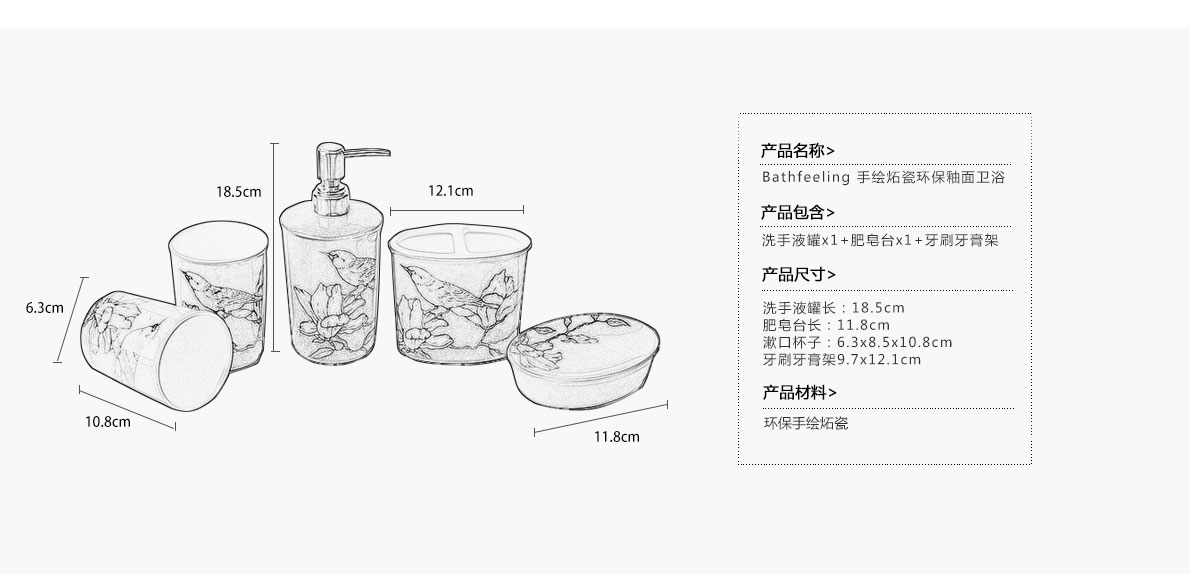 18.5cm
12.1cm
6.3cm
10.8cm
11.8cm
产品名称>
Bathfeeling 手绘炻瓷环保釉面卫浴
产品包含>
洗手液罐x1+肥皂台x1+牙刷牙膏架
产品尺寸>
洗手液罐长：18.5cm
肥皂台长：11.8cm
漱口杯子：6.3x8.5x10.8cm
牙刷牙膏架9.7x12.1cm
产品材料>
环保手绘炻瓷